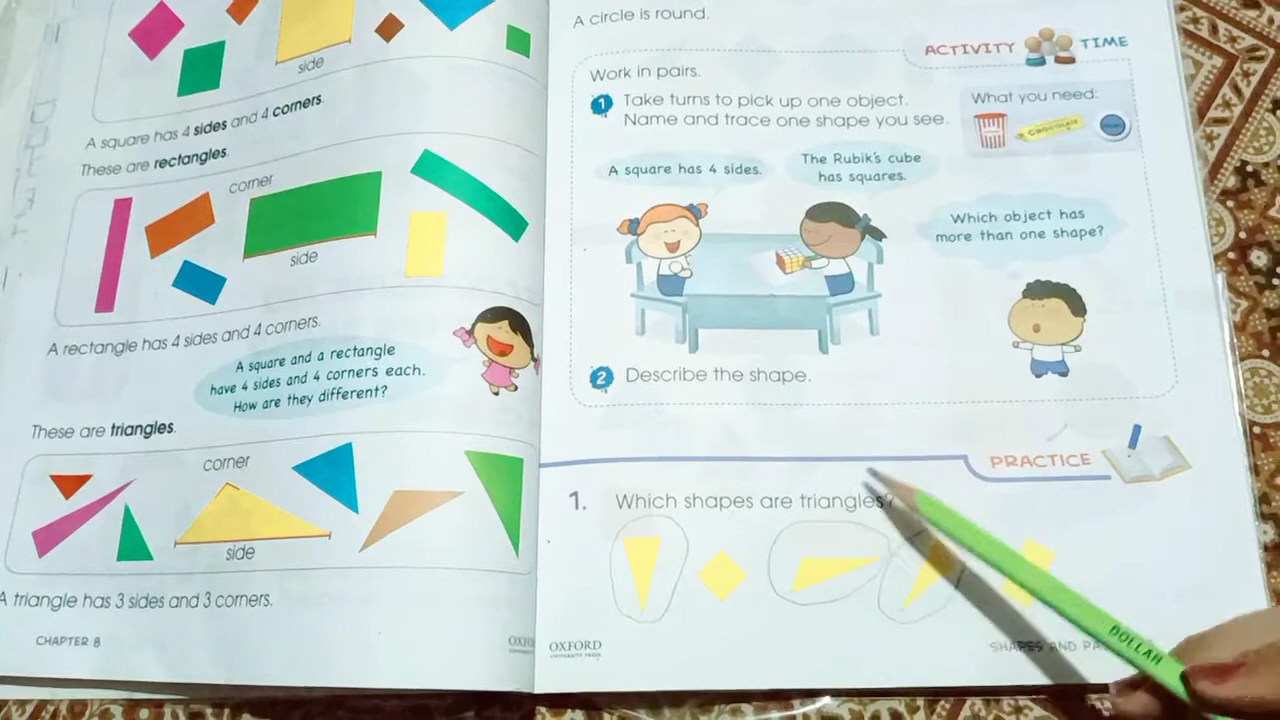 side
A square has 4 sides and 4 corners.
These are rectangles.
corner
side
A rectangle has 4 sides and 4 corners.
A square and a rectangle
have 4 sides and 4 corners each.
How are they different?
These are triangles.
corner
side
A triangle has 3 sides and 3 corners.
CHAPTER 8
A circle is round.
ACTIVITY TIME
Work in pairs.
1 Take turns to pick up one object.
Name and trace one shape you see.
What you need:
CHOCOLATE
A square has 4 sides.
The Rubik's cube
has squares.
Which object has
more than one shape?
2 Describe the shape.
PRACTICE
1. Which shapes are triangles?
OXFORD
UNIVERSITY PRESS
SHAPES AND
DOLLAR